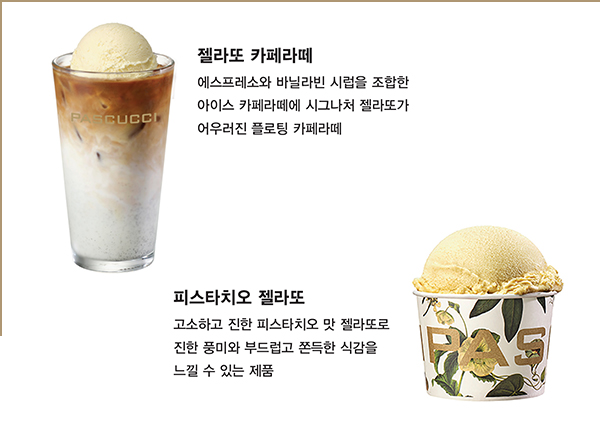 젤라또 카페라떼
에스프레소와 바닐라빈 시럽을 조합한
아이스 카페라떼에 시그나처 젤라또가
어우러진 플로팅 카페라떼
PASCUCCI
피스타치오 젤라또
고소하고 진한 피스타치오 맛 젤라또로
진한 풍미와 부드럽고 쫀득한 식감을
느낄 수 있는 제품
PAS